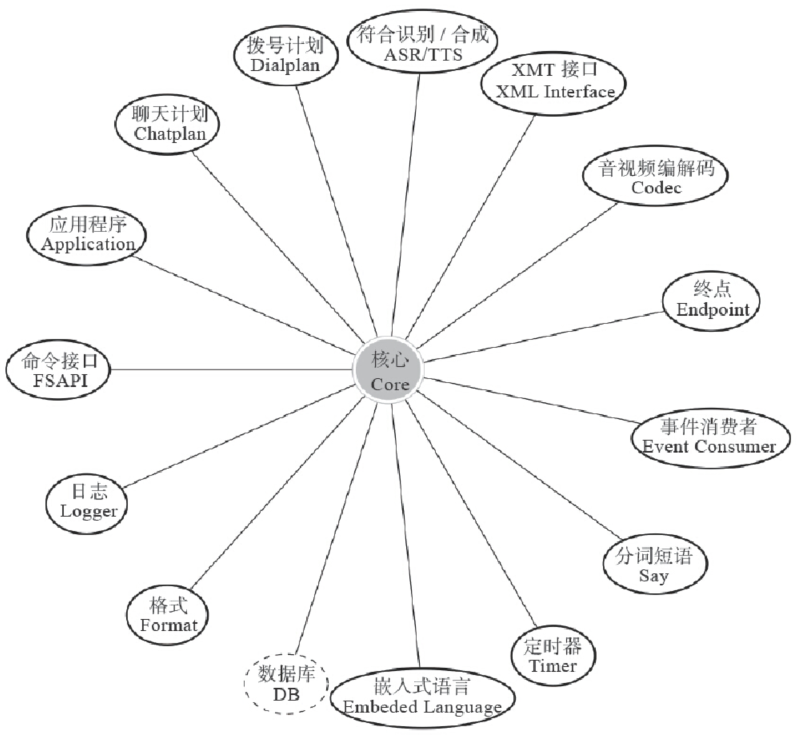 符合识别 / 合成
ASR/TTS
拨号计划
Dialplan
XMT 接口
XML Interface
聊天计划
Chatplan
音视频编解码
Codec
应用程序
Application
终点
Endpoint
命令接口
FSAPI
核心
Core
事件消费者
Event Consumer
日志
Logger
分词短语
Say
格式
Format
定时器
Timer
数据库
DB
嵌入式语言
Embeded Language